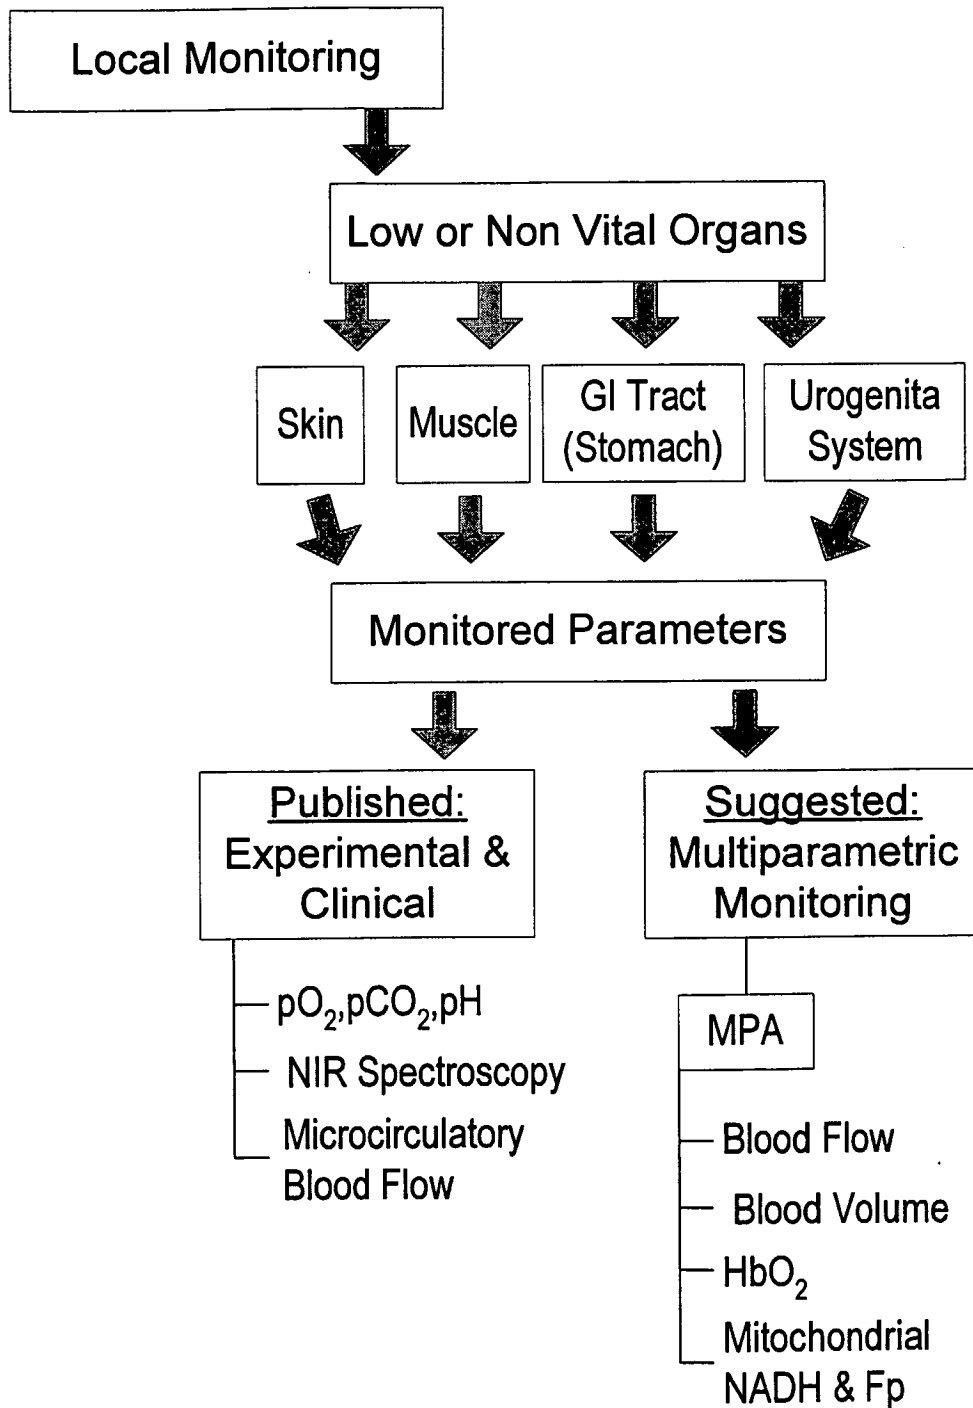 Local Monitoring
Low or Non Vital Organs
Skin
Muscle
GI Tract
(Stomach)
Urogenita
System
Monitored Parameters
Published:
Experimental &
Clinical
pO₂,pCO₂,pH
NIR Spectroscopy
Microcirculatory
Blood Flow
Suggested:
Multiparametric
Monitoring
MPA
Blood Flow
Blood Volume
HbO₂
Mitochondrial
NADH & Fp